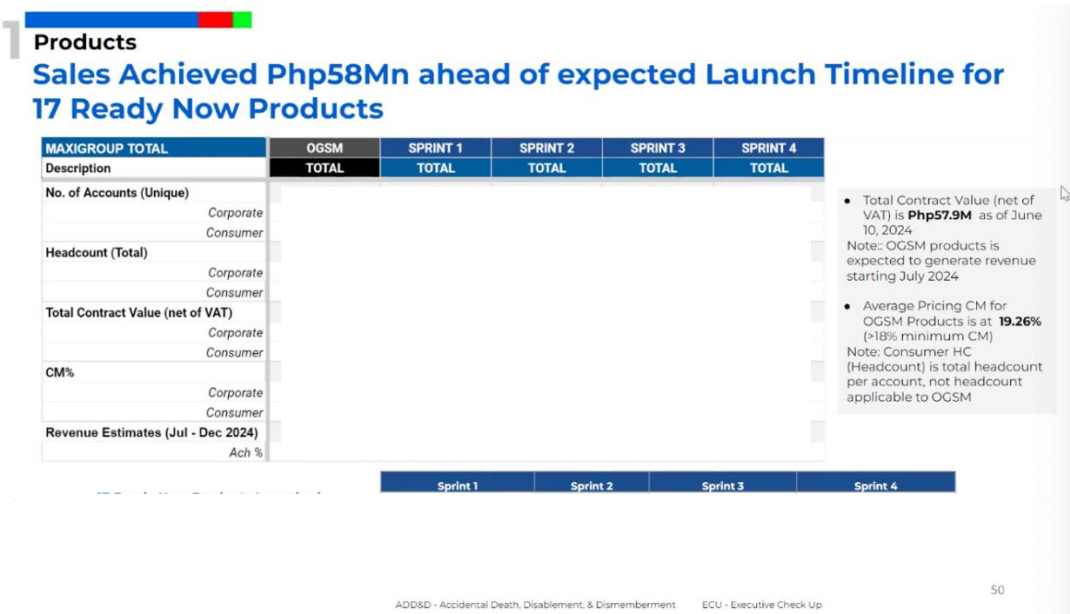 1
Products
Sales Achieved Php58Mn ahead of expected Launch Timeline for
17 Ready Now Products
MAXIGROUP TOTAL OGSM SPRINT 1 SPRINT 2 SPRINT 3 SPRINT 4
Description TOTAL TOTAL TOTAL TOTAL TOTAL
No. of Accounts (Unique)
Corporate
Consumer
Headcount (Total)
Corporate
Consumer
Total Contract Value (net of VAT)
Corporate
Consumer
CM%
Corporate
Consumer
Revenue Estimates (Jul - Dec 2024)
Ach %
● Total Contract Value (net of
VAT) is Php57.9M as of June
10, 2024
Note:: OGSM products is
expected to generate revenue
starting July 2024
● Average Pricing CM for
OGSM Products is at 19.26%
(>18% minimum CM)
Note: Consumer HC
(Headcount) is total headcount
per account, not headcount
applicable to OGSM
Sprint 1 Sprint 2 Sprint 3 Sprint 4
50
ADD&D - Accidental Death, Disablement, & Dismemberment ECU - Executive Check Up